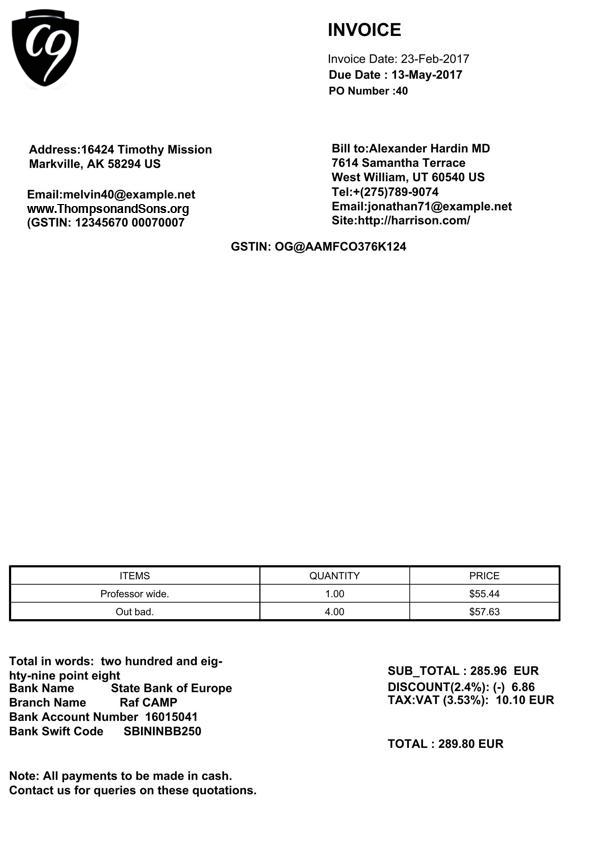 C9
INVOICE
Invoice Date: 23-Feb-2017
Due Date : 13-May-2017
PO Number :40
Address:16424 Timothy Mission
Markville, AK 58294 US
Email:melvin40@example.net
www.ThompsonandSons.org
(GSTIN: 12345670 00070007
Bill to:Alexander Hardin MD
7614 Samantha Terrace
West William, UT 60540 US
Tel:+(275)789-9074
Email:jonathan71@example.net
Site:http://harrison.com/
GSTIN: OG@AAMFCO376K124
ITEMS QUANTITY PRICE
Professor wide. 1.00 $55.44
Out bad. 4.00 $57.63
Total in words: two hundred and eig-
hty-nine point eight
Bank Name State Bank of Europe
Branch Name Raf CAMP
Bank Account Number 16015041
Bank Swift Code SBININBB250
SUB_TOTAL : 285.96 EUR
DISCOUNT(2.4%): (-) 6.86
TAX:VAT (3.53%): 10.10 EUR
TOTAL : 289.80 EUR
Note: All payments to be made in cash.
Contact us for queries on these quotations.